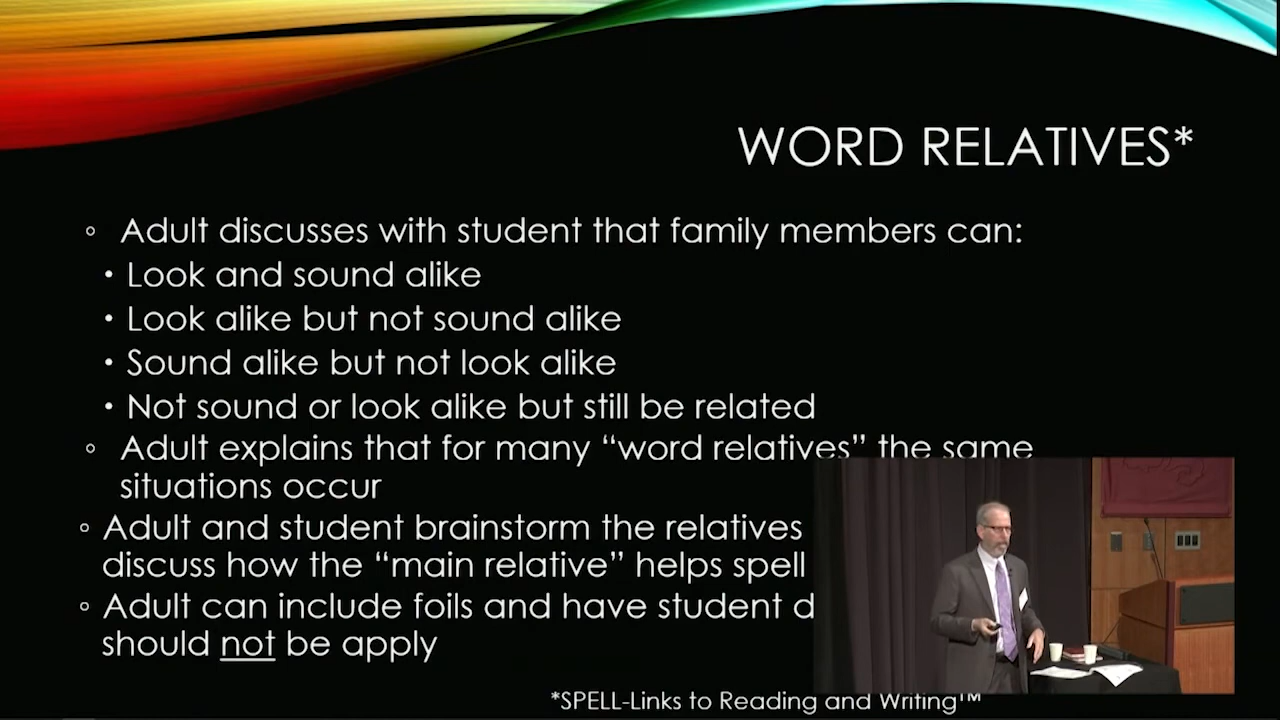 WORD RELATIVES*
Adult discusses with student that family members can:
Look and sound alike
Look alike but not sound alike
Sound alike but not look alike
Not sound or look alike but still be related
Adult explains that for many “word relatives” the same
situations occur
Adult and student brainstorm the relatives
discuss how the “main relative” helps spell
Adult can include foils and have student
should not be apply
*SPELL-Links to Reading and Writing™